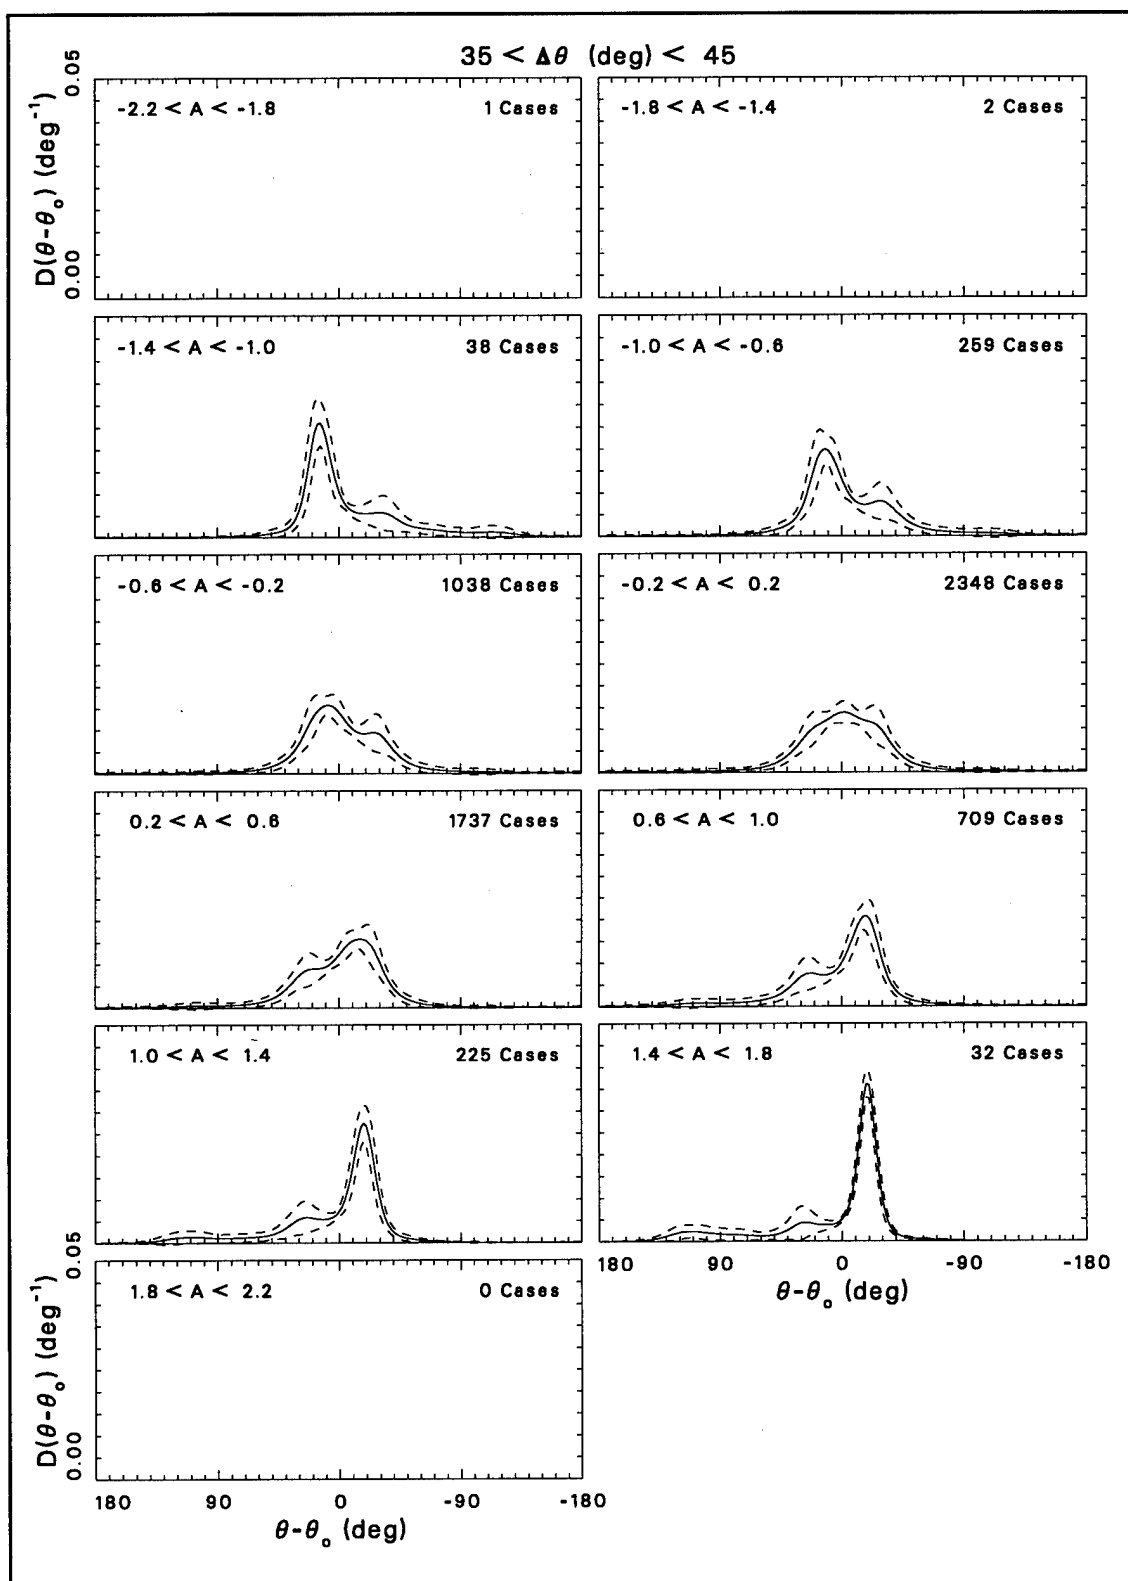 35 < Δθ (deg) < 45
D(θ-θo) (deg-1)
0.05
0.00
-2.2 < A < -1.8 1 Cases
-1.8 < A < -1.4 2 Cases
-1.4 < A < -1.0 38 Cases
-1.0 < A < -0.6 259 Cases
-0.6 < A < -0.2 1038 Cases
-0.2 < A < 0.2 2348 Cases
0.2 < A < 0.6 1737 Cases
0.6 < A < 1.0 709 Cases
1.0 < A < 1.4 225 Cases
1.4 < A < 1.8 32 Cases
180 90 0 -90 -180
θ-θo (deg)
D(θ-θo) (deg-1)
0.05
0.00
1.8 < A < 2.2 0 Cases
180 90 0 -90 -180
θ-θo (deg)